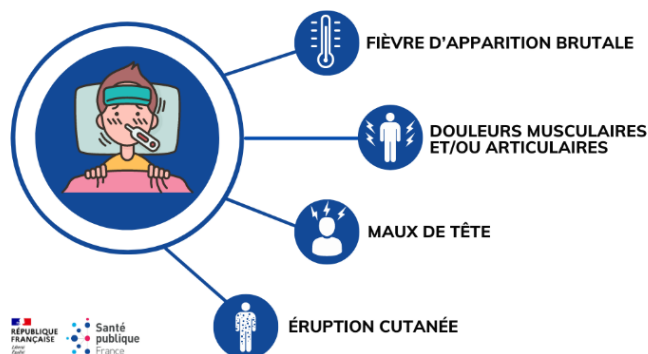 FIÈVRE D'APPARITION BRUTALE
DOULEURS MUSCULAIRES
ET/OU ARTICULAIRES
MAUX DE TÊTE
ÉRUPTION CUTANÉE
RÉPUBLIQUE
FRANÇAISE
Santé
publique
France